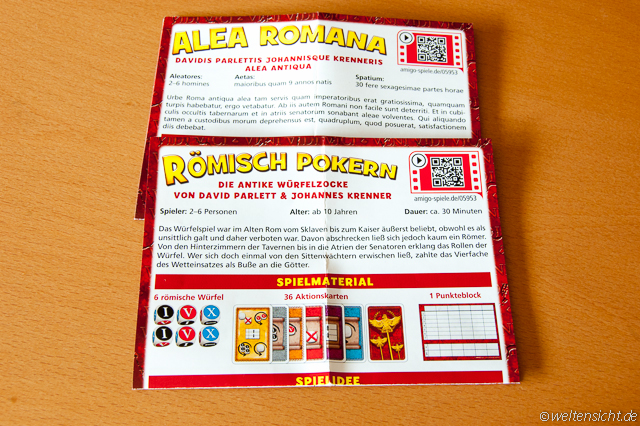 ALEA ROMANA
DAVIDIS PARLETTIS JOHANNISQUE KRENNERIS
ALEA ANTIQUA
amigo-spiele.de/05953
Aleatores: Aetas: Spatium:
2–6 homines maioribus quam 9 annos natis 30 fere sexagesimae partes horae
Urbe Roma antiqua alea tam servis quam imperatoribus erat gratiosissima, quamquam
turpis habebatur, ergo vetabatur. Ab is autem Romani non facile sunt deterriti. Et in cubi-
culis occultis tabernarum et in atriis senatorum sonabant aleae volventes. Qui aliquando
tamen a custodibus morum deprehensus est, quadruplum, quod posuerat, satisfactionem
diis debebat.
RÖMISCH POKERN
DIE ANTIKE WÜRFELZOCKE
VON DAVID PARLETT & JOHANNES KRENNER
amigo-spiele.de/05953
Spieler: 2–6 Personen Alter: ab 10 Jahren Dauer: ca. 30 Minuten
Das Würfelspiel war im Alten Rom vom Sklaven bis zum Kaiser äußerst beliebt, obwohl es als
unsittlich galt und daher verboten war. Davon abschrecken ließ sich jedoch kaum ein Römer.
Von den Hinterzimmern der Tavernen bis in die Atrien der Senatoren erklang das Rollen der
Würfel. Wer sich doch einmal von den Sittenwächtern erwischen ließ, zahlte das Vierfache
des Wetteinsatzes als Buße an die Götter.
SPIELMATERIAL
6 römische Würfel 36 Aktionskarten 1 Punkteblock
I V X
I V X
SPIELIDEE
©weltensicht.de